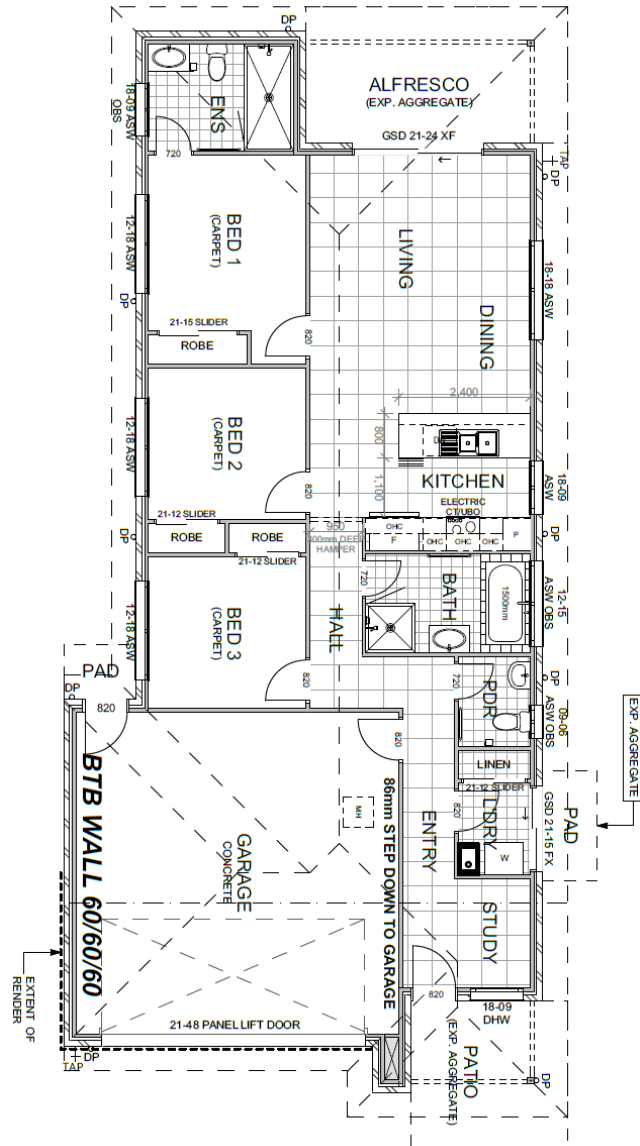 DP
ALFRESCO
(EXP. AGGREGATE)
GSD 21-24 XF
18-09 ASW
OBS
ENS
720
TAP
DP
BED 1
(CARPET)
12-18 ASW
DP
LIVING
DINING
18-18 ASW
21-15 SLIDER
ROBE
820
2,400
800
D
1,100
KITCHEN
ELECTRIC
CT/UBO
18-09
ASW
BED 2
(CARPET)
12-18 ASW
820
21-12 SLIDER
950
HAMPER
OHC
F
OHC
OHC
OHC
P
DP
DP
ROBE
ROBE
21-12 SLIDER
720
BATH
1500mm
12-15
ASW OBS
BED 3
(CARPET)
12-18 ASW
HALL
820
720
PDR
DP
09-06
ASW OBS
PAD
DP
820
820
LINEN
21-12 SLIDER
L'DRY
820
W
GSD 21-15 FX
PAD
EXP. AGGREGATE
BTB WALL 60/60/60
GARAGE
CONCRETE
MH
86mm STEP DOWN TO GARAGE
ENTRY
STUDY
820
18-09
DHW
EXTENT OF
RENDER
21-48 PANEL LIFT DOOR
PATIO
(EXP. AGGREGATE)
DP
TAP
DP